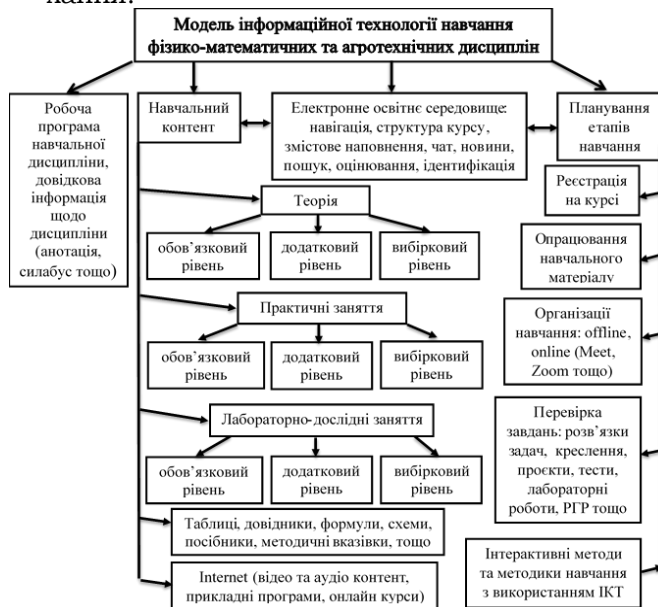 хання.
Модель інформаційної технології навчання
фізико-математичних та агротехнічних дисциплін
Робоча
програма
навчальної
дисципліни,
довідкова
інформація
щодо
дисципліни
(анотація,
силабус тощо)
Навчальний
контент
Електронне освітнє середовище:
навігація, структура курсу,
змістове наповнення, чат, новини,
пошук, оцінювання, ідентифікація
Планування
етапів
навчання
Теорія
обов’язковий
рівень
додатковий
рівень
вибірковий
рівень
Практичні заняття
обов’язковий
рівень
додатковий
рівень
вибірковий
рівень
Лабораторно-дослідні заняття
обов’язковий
рівень
додатковий
рівень
вибірковий
рівень
Таблиці, довідники, формули, схеми,
посібники, методичні вказівки, тощо
Internet (відео та аудіо контент,
прикладні програми, онлайн курси)
Реєстрація
на курсі
Опрацювання
навчального
матеріалу
Організації
навчання: offline,
online (Meet,
Zoom тощо)
Перевірка
завдань: розв’язки
задач, креслення,
проєкти, тести,
лабораторні
роботи, РГР тощо
Інтерактивні методи
та методики навчання
з використанням ІКТ